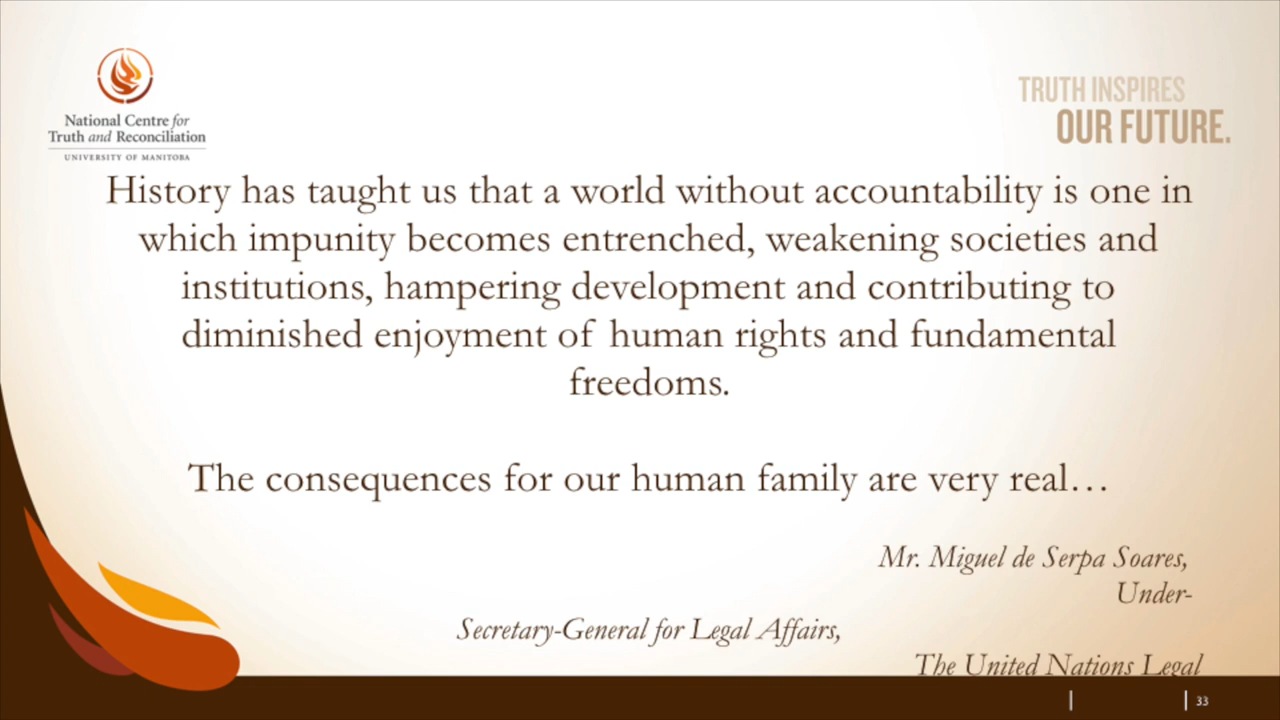 National Centre for
Truth and Reconciliation
UNIVERSITY OF MANITOBA
TRUTH INSPIRES
OUR FUTURE.
History has taught us that a world without accountability is one in
which impunity becomes entrenched, weakening societies and
institutions, hampering development and contributing to
diminished enjoyment of human rights and fundamental
freedoms.
The consequences for our human family are very real…
Mr. Miguel de Serpa Soares,
Under-
Secretary-General for Legal Affairs,
The United Nations Legal
33